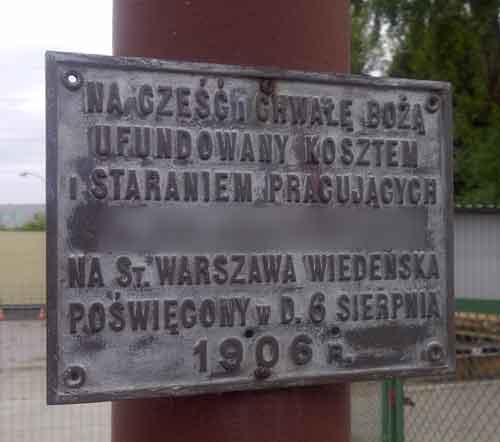 NA CZEŚĆ i CHWAŁĘ BOŻĄ
UFUNDOWANY KOSZTEM
i STARANIEM PRACUJĄCYCH
NA ST. WARSZAWA WIEDEŃSKA
POŚWIĘCONY w D. 6 SIERPNIA
1906 R.